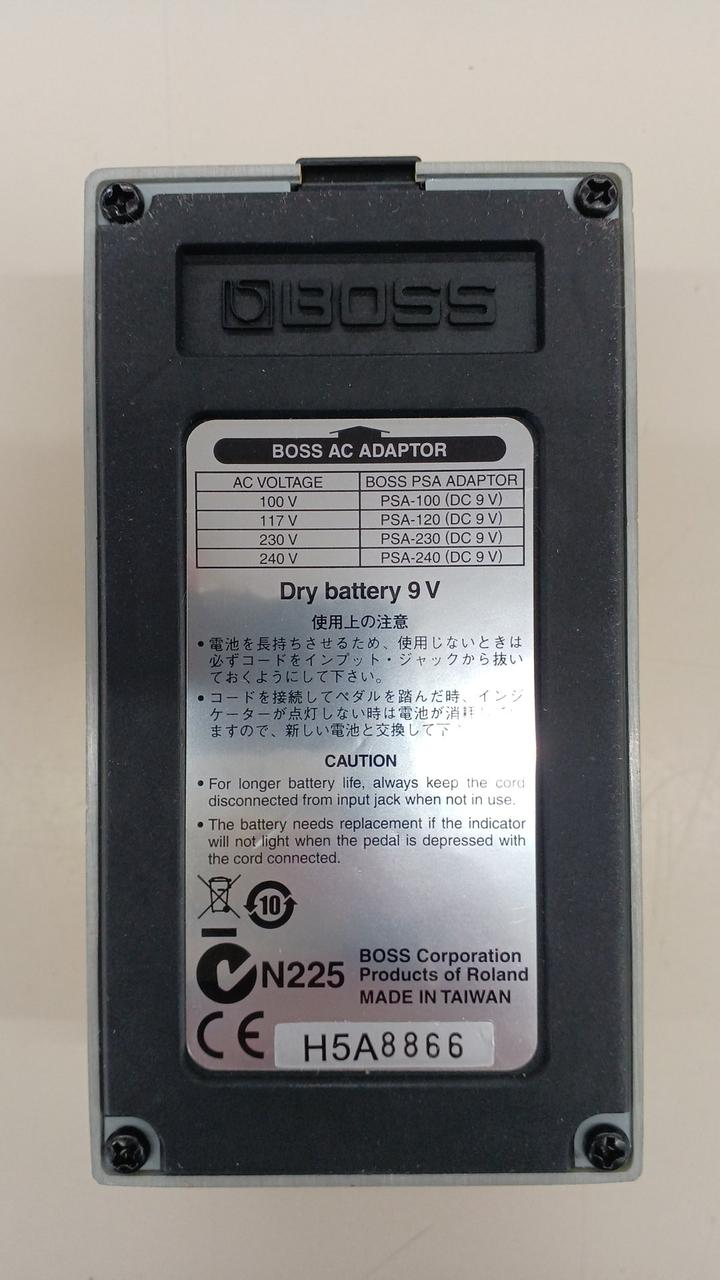 BOSS
BOSS AC ADAPTOR
AC VOLTAGE BOSS PSA ADAPTOR
100 V PSA-100 (DC 9 V)
117 V PSA-120 (DC 9 V)
230 V PSA-230 (DC 9 V)
240 V PSA-240 (DC 9 V)
Dry battery 9 V
使用上の注意
• 電池を長持ちさせるため、使用じないときは
必ずコードをインプット・ジャックから抜い
ておくようにして下さい。
• コードを接続してペダルを踏んだ時、インジ
ケーターが点灯しない時は電池が消耗して
ますので、新しい電池と交換して下
CAUTION
• For longer battery life, always keep the cord
disconnected from input jack when not in use.
• The battery needs replacement if the indicator
will not light when the pedal is depressed with
the cord connected.
10
N225
BOSS Corporation
Products of Roland
MADE IN TAIWAN
CE
H5A8866